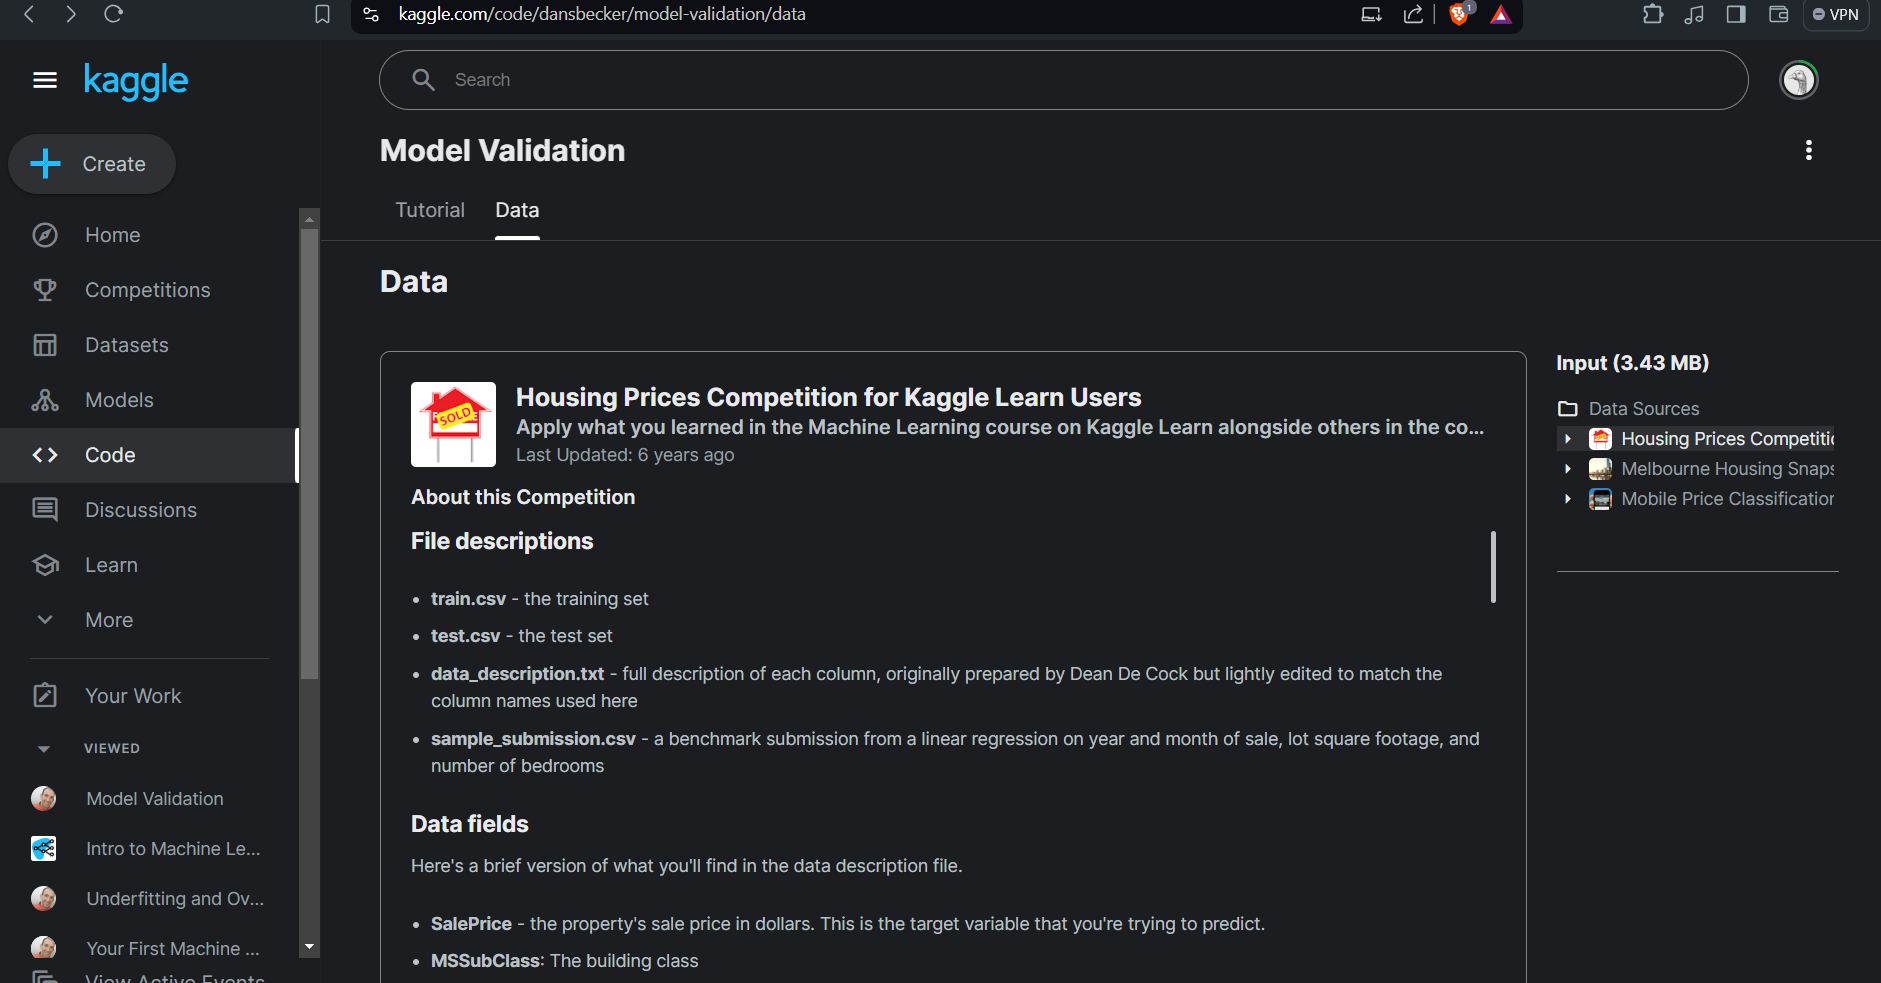 kaggle.com/code/dansbecker/model-validation/data
1
VPN
kaggle
Search
Create
Home
Competitions
Datasets
Models
Code
Discussions
Learn
More
Your Work
VIEWED
Model Validation
Intro to Machine Le...
Underfitting and Ov...
Your First Machine ...
View Active Events
Model Validation
Tutorial Data
Data
SOLD
Housing Prices Competition for Kaggle Learn Users
Apply what you learned in the Machine Learning course on Kaggle Learn alongside others in the co...
Last Updated: 6 years ago
About this Competition
File descriptions
• train.csv - the training set
• test.csv - the test set
• data_description.txt - full description of each column, originally prepared by Dean De Cock but lightly edited to match the
column names used here
• sample_submission.csv - a benchmark submission from a linear regression on year and month of sale, lot square footage, and
number of bedrooms
Data fields
Here's a brief version of what you'll find in the data description file.
• SalePrice - the property's sale price in dollars. This is the target variable that you're trying to predict.
• MSSubClass: The building class
Input (3.43 MB)
Data Sources
Housing Prices Competitic
Melbourne Housing Snaps
Mobile Price Classification